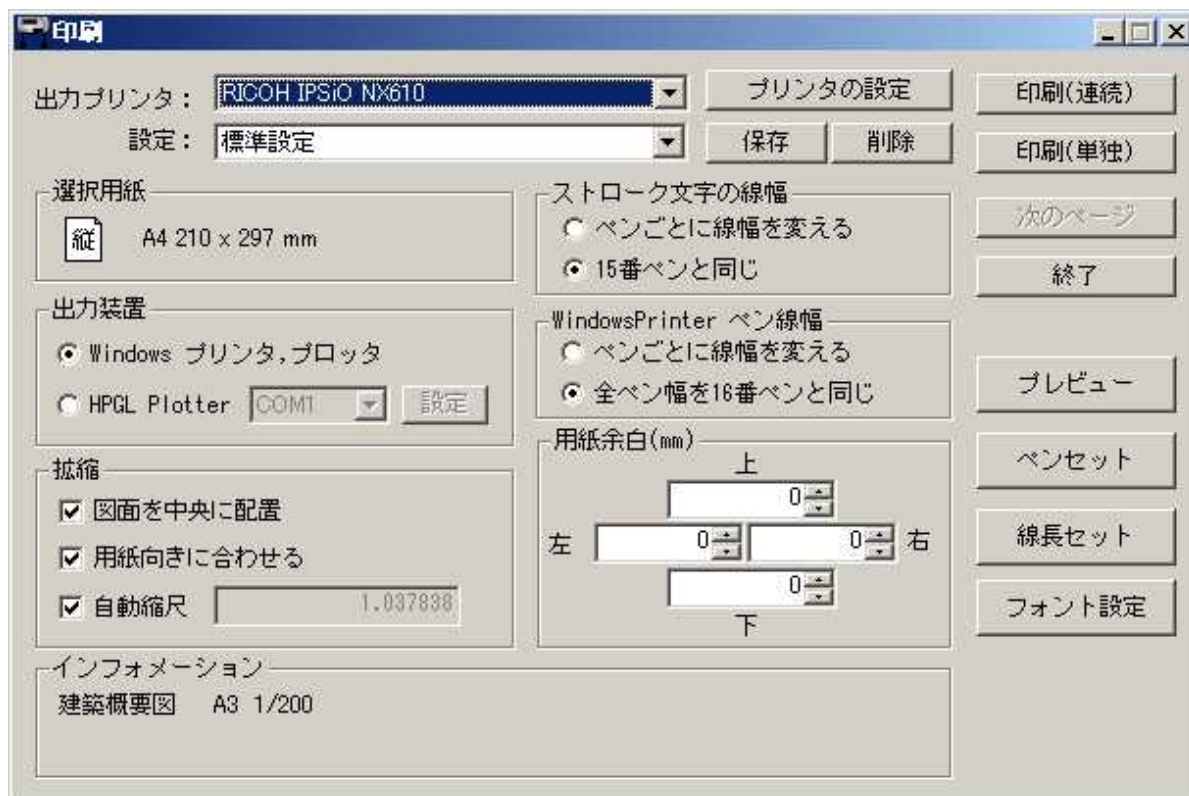 印刷
出力プリンタ： RICOH IPSiO NX610 プリンタの設定 印刷(連続)
設定： 標準設定 保存 削除 印刷(単独)
選択用紙
縦 A4 210 x 297 mm
ストローク文字の線幅
ペンごとに線幅を変える
15番ペンと同じ
次のページ
終了
出力装置
Windows プリンタ,プロッタ
HPGL Plotter COM1 設定
WindowsPrinter ペン線幅
ペンごとに線幅を変える
全ペン幅を16番ペンと同じ
プレビュー
ペンセット
線長セット
フォント設定
拡縮
図面を中央に配置
用紙向きに合わせる
自動縮尺 1.037838
用紙余白(mm)
上
0
左 0 0 右
0
下
インフォメーション
建築概要図 A3 1/200